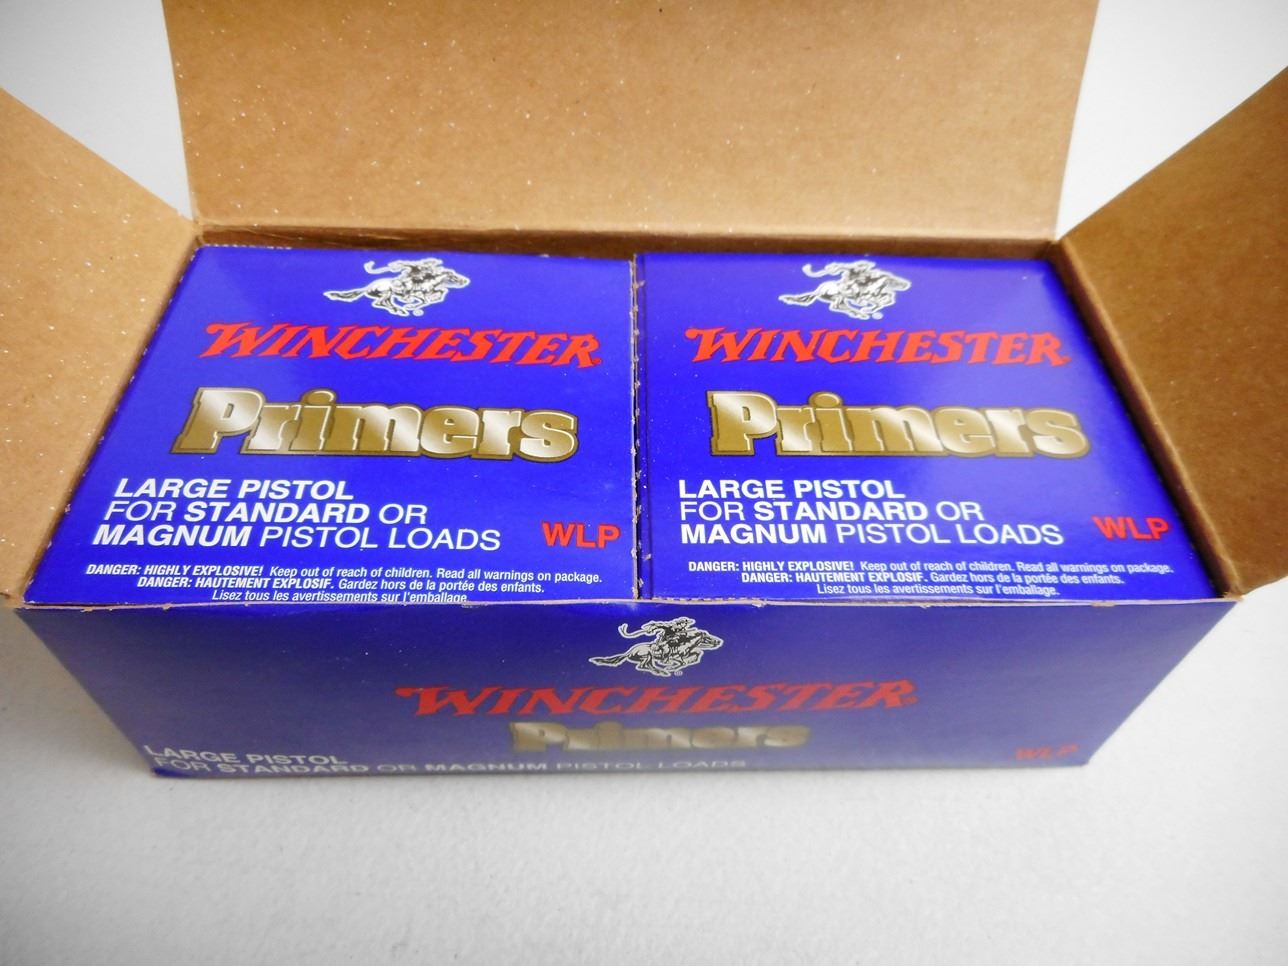 WINCHESTER
Primers
LARGE PISTOL
FOR STANDARD OR
MAGNUM PISTOL LOADS
WLP
DANGER: HIGHLY EXPLOSIVE! Keep out of reach of children. Read all warnings on package.
DANGER: HAUTEMENT EXPLOSIF. Gardez hors de la portée des enfants.
Lisez tous les avertissements sur l'emballage
WINCHESTER
Primers
LARGE PISTOL
FOR STANDARD OR
MAGNUM PISTOL LOADS
WLP
DANGER: HIGHLY EXPLOSIVE! Keep out of reach of children. Read all warnings on package.
DANGER: HAUTEMENT EXPLOSIF. Gardez hors de la portée des enfants.
Lisez tous les avertissements sur l'emballage.
WINCHESTER
Primers
LARGE PISTOL
FOR STANDARD OR MAGNUM PISTOL LOADS
WLP